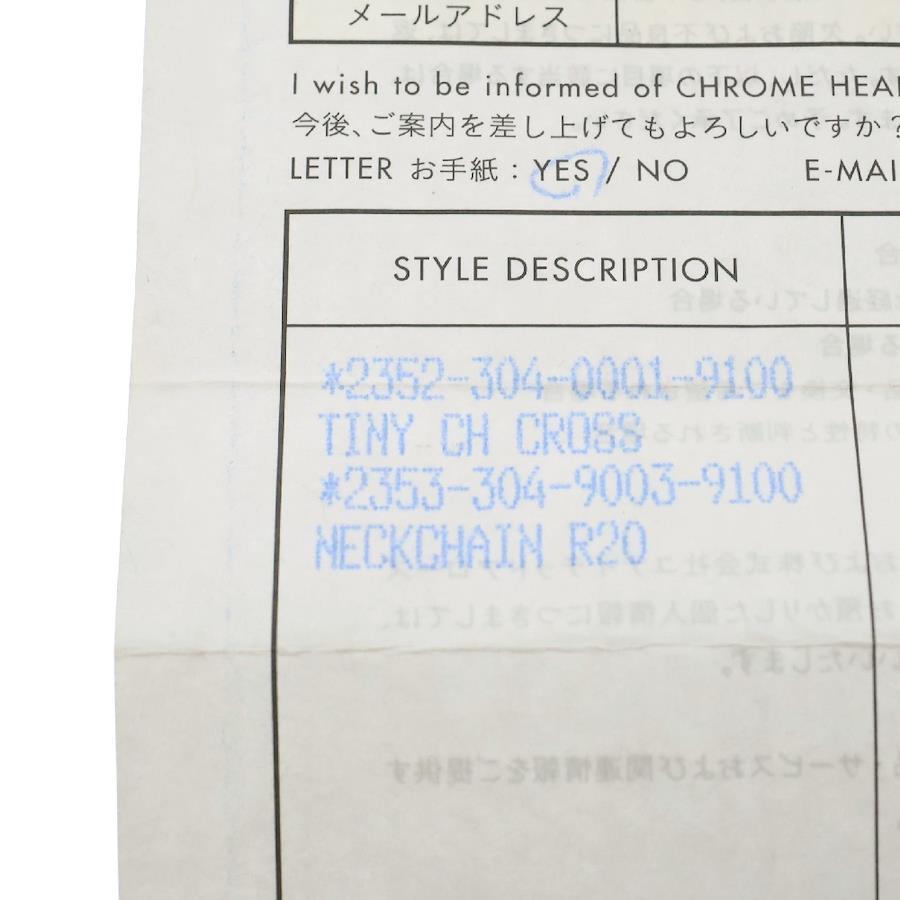 メールアドレス
I wish to be informed of CHROME HEA
今後、ご案内を差し上げてもよろしいですか?
LETTER お手紙 : YES / NO E-MAI
STYLE DESCRIPTION
*2352-304-0001-9100
TINY CH CROSS
*2353-304-9003-9100
NECKCHAIN R20